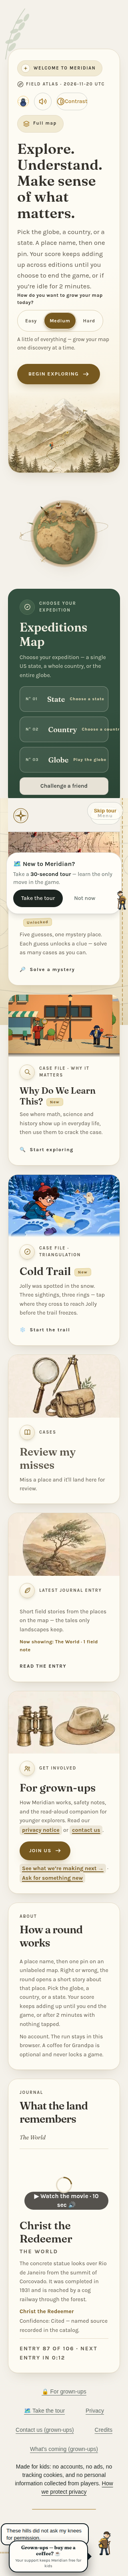 WELCOME TO MERIDIAN
FIELD ATLAS · 2026-11-20 UTC
Contrast
Full map
Explore.
Understand.
Make sense
of what
matters.
Pick the globe, a country, or a
state. A place name, then one
pin. Your score keeps adding
up across editions until you
choose to end the game, or if
you're idle for 2 minutes.
How do you want to grow your map
today?
Easy
Medium
Hard
A little of everything — grow your map
one discovery at a time.
BEGIN EXPLORING →
CHOOSE YOUR
EXPEDITION
Expeditions
Map
Choose your expedition — a single
US state, a whole country, or the
entire globe.
N° 01 State Choose a state
N° 02 Country Choose a count
N° 03 Globe Play the globe
Challenge a friend
Skip tour
Menu
New to Meridian?
Take a 30-second tour — learn the only
move in the game.
Take the tour
Not now
Unlocked
Five guesses, one mystery place.
Each guess unlocks a clue — solve
as many cases as you can.
Solve a mystery
CASE FILE · WHY IT
MATTERS
Why Do We Learn
This? New
See where math, science and
history show up in everyday life,
then use them to crack the case.
Start exploring
CASE FILE ·
TRIANGULATION
Cold Trail New
Jolly was spotted in the snow.
Three sightings, three rings — tap
where they cross to reach Jolly
before the trail freezes.
Start the trail
CASES
Review my
misses
Miss a place and it'll land here for
review.
LATEST JOURNAL ENTRY
Short field stories from the places
on the map — the tales only
landscapes keep.
Now showing: The World · 1 field
note
READ THE ENTRY
GET INVOLVED
For grown-ups
How Meridian works, safety notes,
and the read-aloud companion for
younger explorers. Read our
privacy notice or contact us.
JOIN US →
See what we're making next → ·
Ask for something new
ABOUT
How a round
works
A place name, then one pin on an
unlabeled map. Right or wrong, the
round opens a short story about
that place. Pick the globe, a
country, or a state. Your score
keeps adding up until you end the
game, or after 2 minutes with
nothing tapped.
No account. The run stays in this
browser. A coffee for Grandpa is
optional and never locks a game.
JOURNAL
What the land
remembers
The World
▶ Watch the movie · 10
sec
Christ the
Redeemer
THE WORLD
The concrete statue looks over Rio
de Janeiro from the summit of
Corcovado. It was completed in
1931 and is reached by a cog
railway through the forest.
Christ the Redeemer
Confidence: Cited — named source
recorded in the catalog.
ENTRY 87 OF 106 · NEXT
ENTRY IN 0:12
For grown-ups
Take the tour
Privacy
Contact us (grown-ups)
Credits
What's coming (grown-ups)
Made for kids: no accounts, no ads, no
tracking cookies, and no personal
information collected from players. How
we protect privacy
These hills did not ask my knees
for permission.
Grown-ups — buy me a
coffee?
Your support keeps Meridian free for
kids